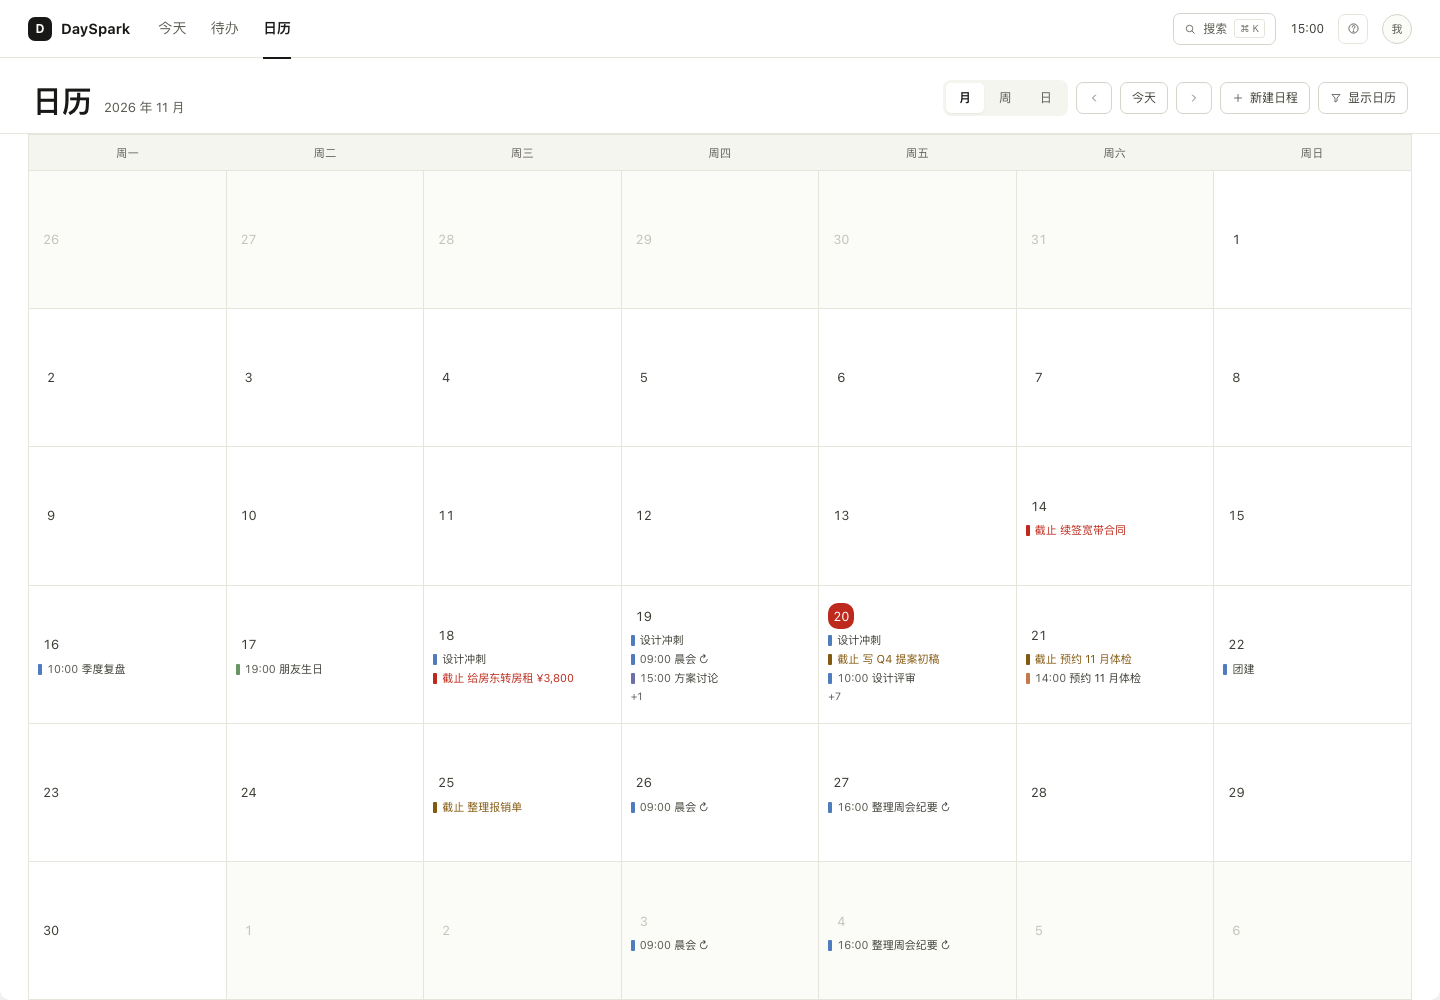 D DaySpark 今天 待办 日历 搜索 ⌘ K 15:00 我
日历 2026 年 11 月 月 周 日 今天 新建日程 显示日历
周一 周二 周三 周四 周五 周六 周日
26 27 28 29 30 31 1
2 3 4 5 6 7 8
9 10 11 12 13 14 15
截止 续签宽带合同
16
10:00 季度复盘
17
19:00 朋友生日
18
设计冲刺
截止 给房东转房租 ¥3,800
19
设计冲刺
09:00 晨会 ↻
15:00 方案讨论
+1
20
设计冲刺
截止 写 Q4 提案初稿
10:00 设计评审
+7
21
截止 预约 11 月体检
14:00 预约 11 月体检
22
团建
23
24
25
截止 整理报销单
26
09:00 晨会 ↻
27
16:00 整理周会纪要 ↻
28
29
30
1
2
3
09:00 晨会 ↻
4
16:00 整理周会纪要 ↻
5
6